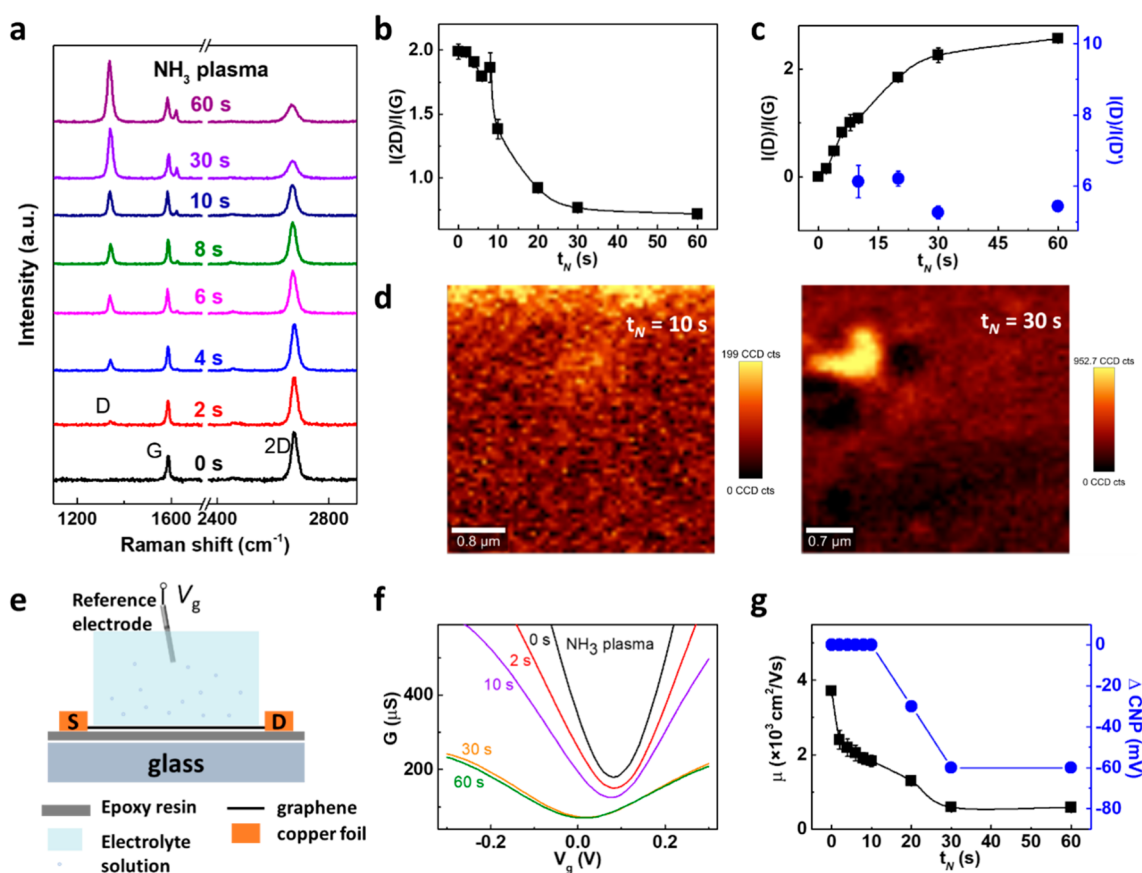 a
NH3 plasma
60 s
30 s
10 s
8 s
6 s
4 s
2 s
0 s
D
G
2D
Intensity (a.u.)
1200 1600 2400 2800
Raman shift (cm-1)
b
I(2D)/I(G)
2.0
1.5
1.0
0 10 20 30 40 50 60
tN (s)
c
I(D)/I(G)
2
1
0
10
8
6
I(D)/I(D')
0 15 30 45 60
tN (s)
d
tN = 10 s
0.8 µm
199 CCD cts
0 CCD cts
tN = 30 s
0.7 µm
952.7 CCD cts
0 CCD cts
e
Reference
electrode
Vg
S
D
glass
Epoxy resin
graphene
Electrolyte
solution
copper foil
f
G (µS)
400
200
0 s
NH3 plasma
2 s
10 s
30 s
60 s
-0.2 0.0 0.2
Vg (V)
g
µ (×10³ cm²/Vs)
4
2
0
0
-20
-40
-60
-80
Δ CNP (mV)
0 10 20 30 40 50 60
tN (s)